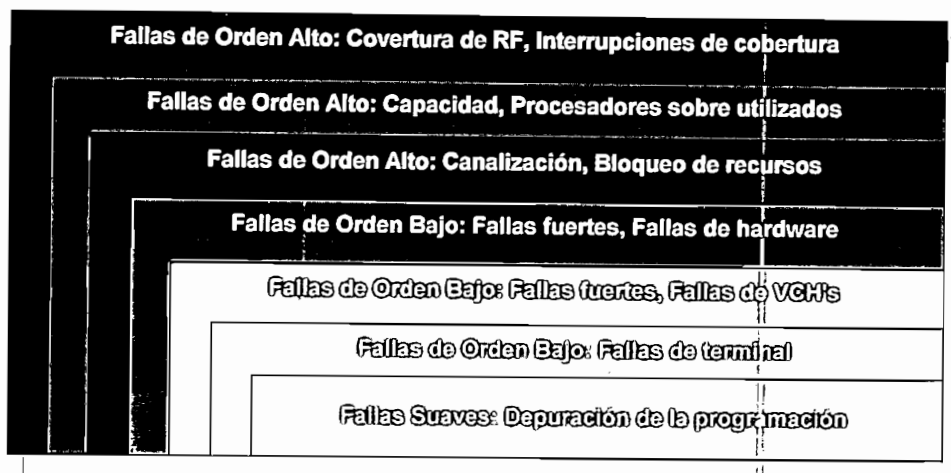 Fallas de Orden Alto: Covertura de RF, Interrupciones de cobertura
Fallas de Orden Alto: Capacidad, Procesadores sobre utilizados
Fallas de Orden Alto: Canalización, Bloqueo de recursos
Fallas de Orden Bajo: Fallas fuertes, Fallas de hardware
Fallas de Orden Bajo: Fallas fuertes, Fallas de VCH's
Fallas de Orden Bajo: Fallas de terminal
Fallas Suaves: Depuración de la programación